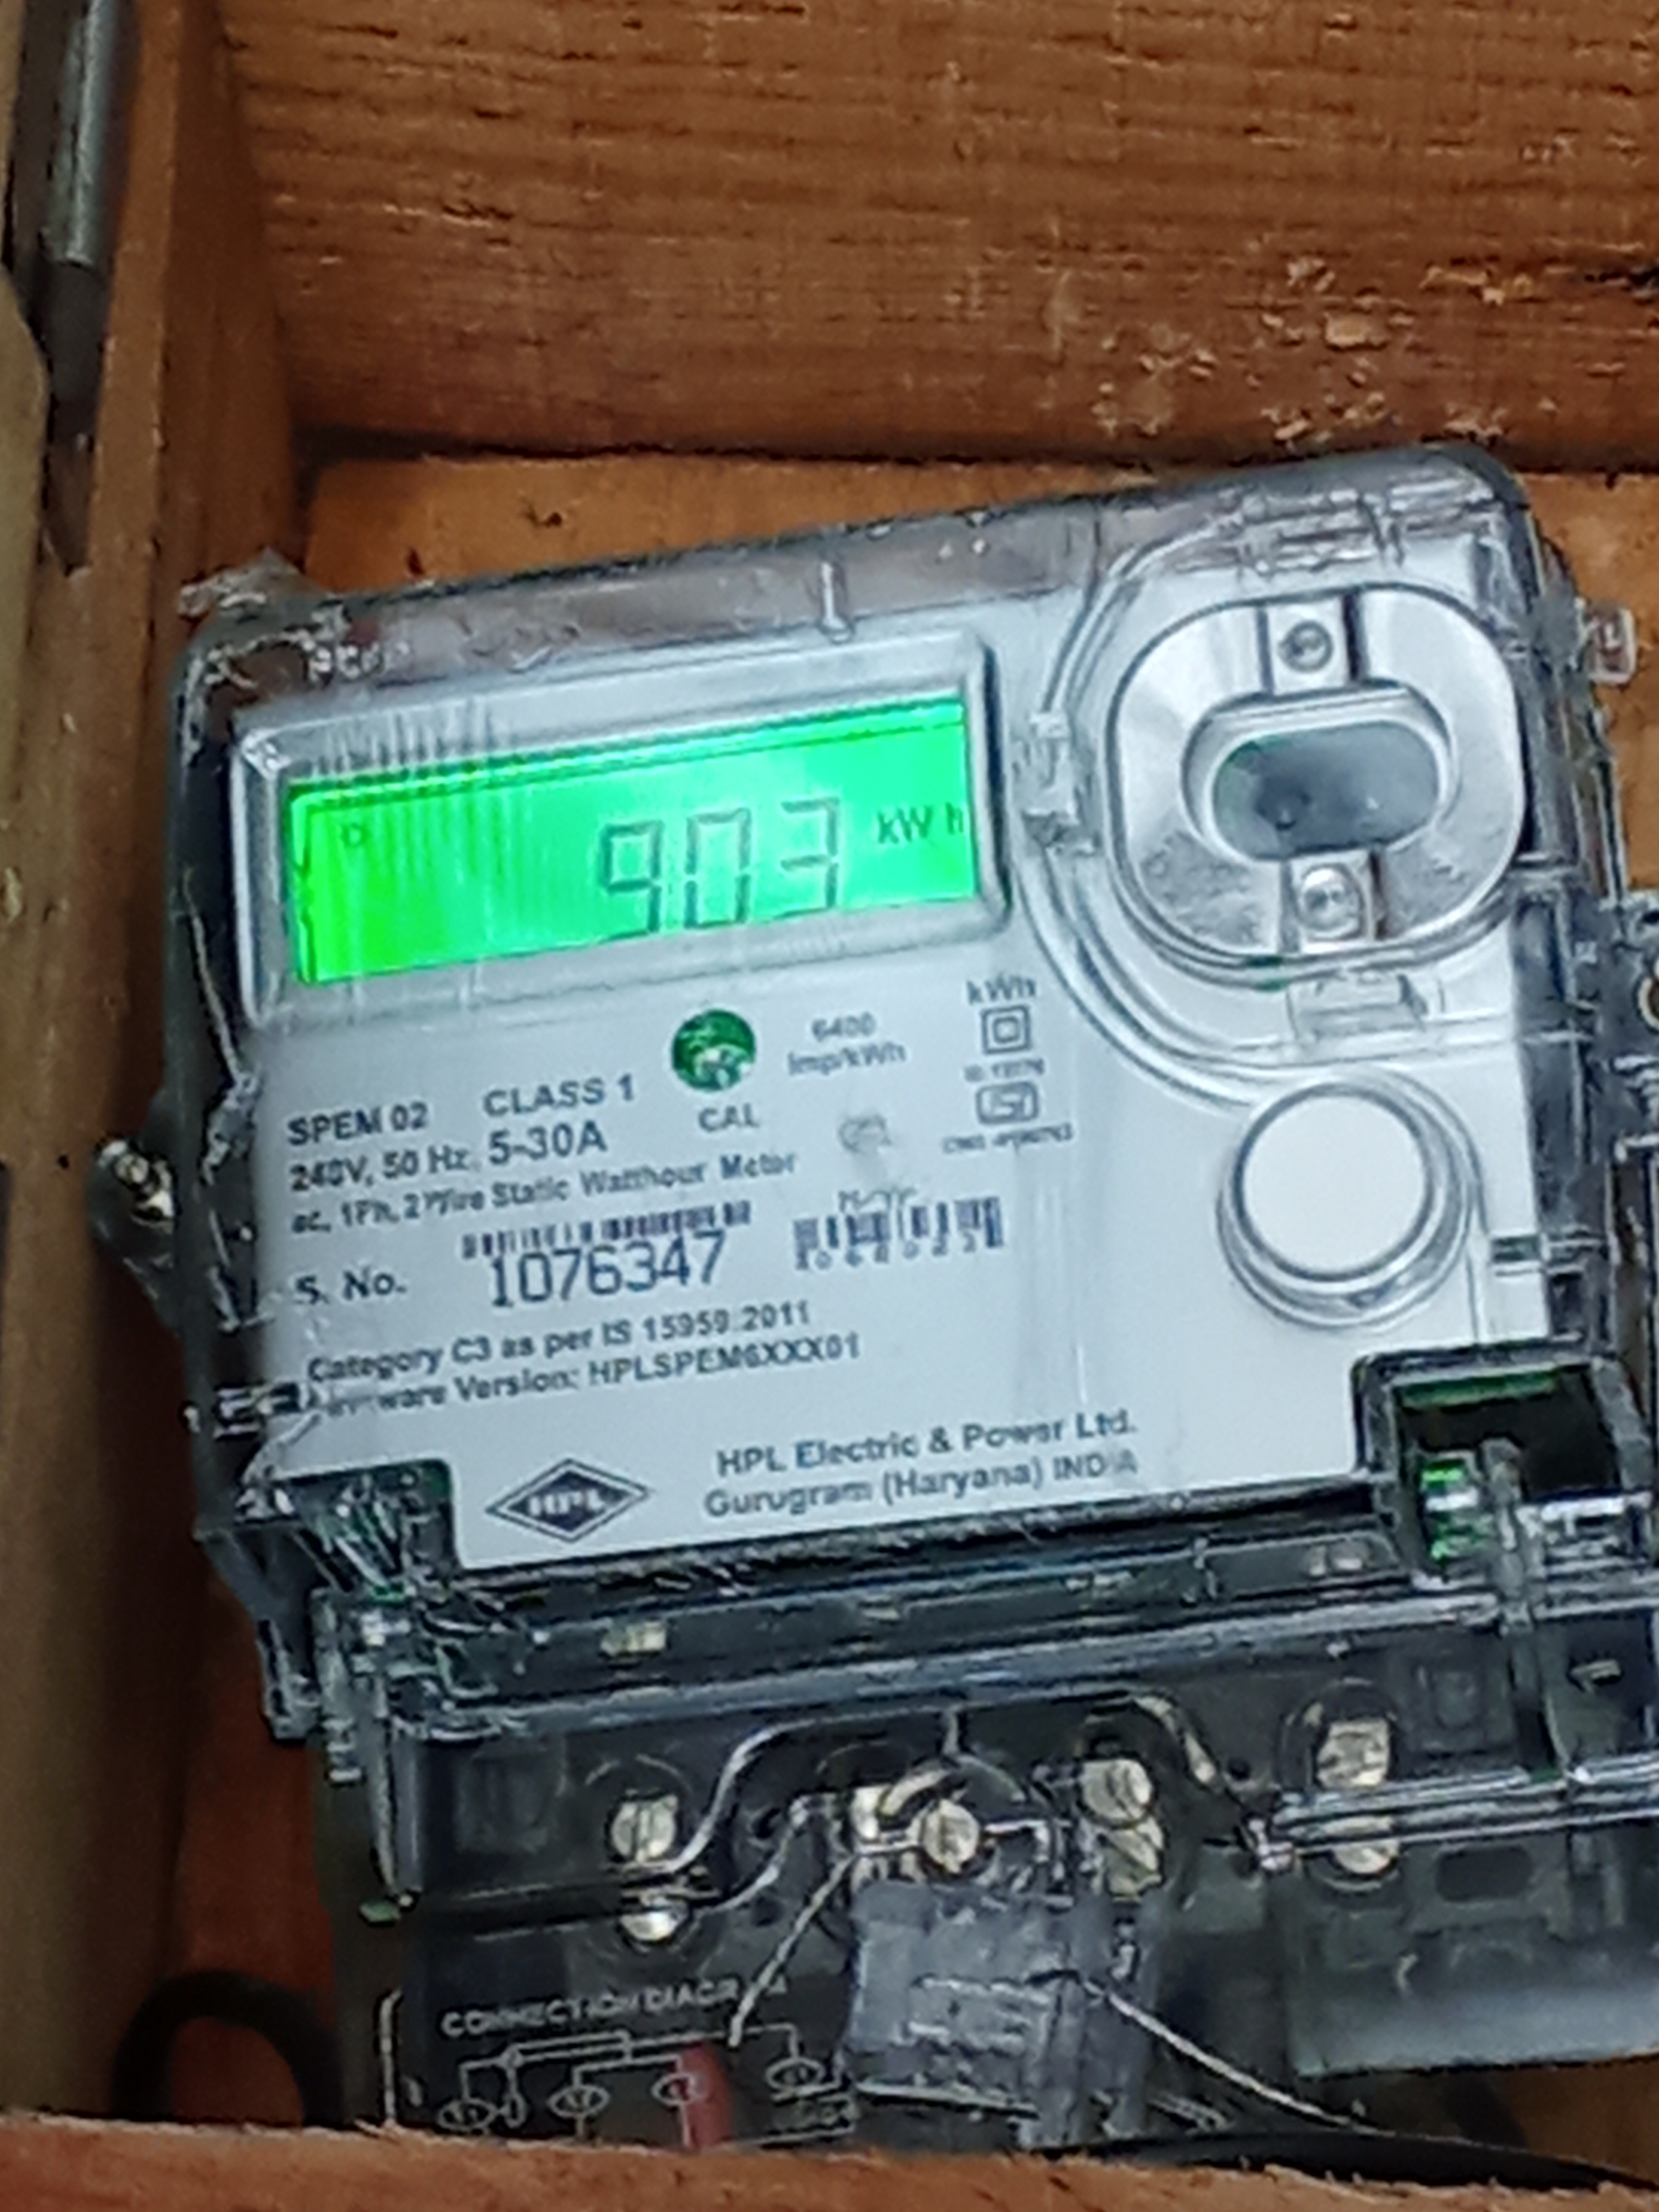 903 kWh
kWh
6400
Imp/kWh
CAL
SPEM 02 CLASS 1
240V, 50 Hz, 5-30A
ac, 1Ph, 2 Wire Static Watthour Meter
S. No. 1076347
Category C3 as per IS 15959:2011
Version: HPLSPEM6XXX01
HPL
HPL Electric & Power Ltd.
Gurugram (Haryana) INDIA
CONNECTION DIAGRAM